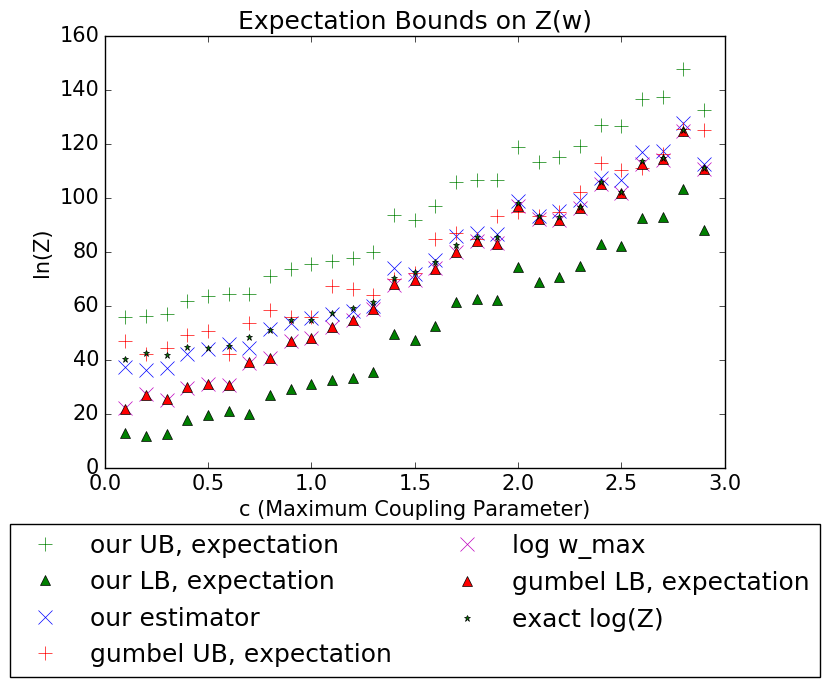 Expectation Bounds on Z(w)
160
140
120
100
80
60
40
20
0
ln(Z)
0.0 0.5 1.0 1.5 2.0 2.5 3.0
c (Maximum Coupling Parameter)
our UB, expectation
our LB, expectation
our estimator
gumbel UB, expectation
log w_max
gumbel LB, expectation
exact log(Z)